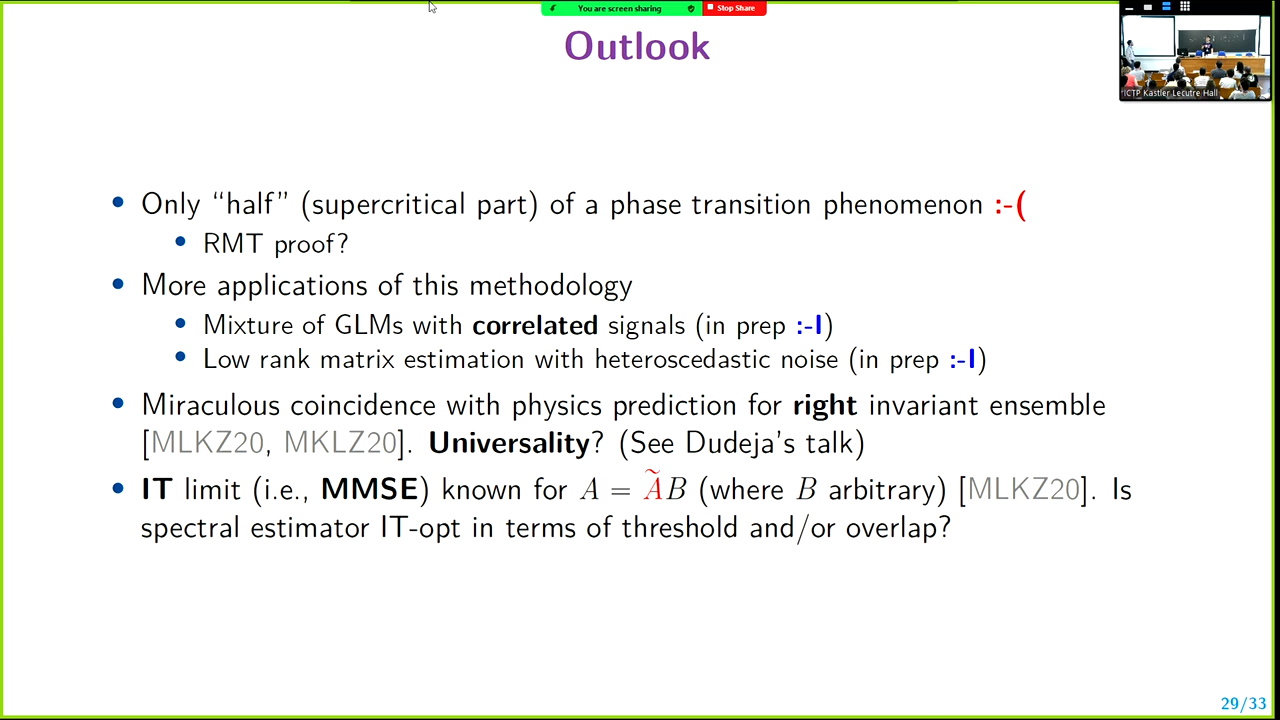 You are screen sharing
Stop Share
Outlook
ICTP Kastler Lecutre Hall
• Only “half” (supercritical part) of a phase transition phenomenon :-(
• RMT proof?
• More applications of this methodology
• Mixture of GLMs with correlated signals (in prep :-|)
• Low rank matrix estimation with heteroscedastic noise (in prep :-|)
• Miraculous coincidence with physics prediction for right invariant ensemble
[MLKZ20, MKLZ20]. Universality? (See Dudeja’s talk)
• IT limit (i.e., MMSE) known for A = ÃB (where B arbitrary) [MLKZ20]. Is
spectral estimator IT-opt in terms of threshold and/or overlap?
29/33